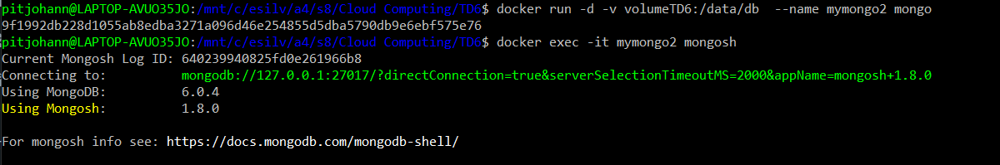 pitjohann@LAPTOP-AVUO35JO:/mnt/c/esilv/a4/s8/Cloud Computing/TD6$ docker run -d -v volumeTD6:/data/db  --name mymongo2 mongo
9f1992db228d1055ab8edba3271a096d46e254855d5dba5790db9e6ebf575e76
pitjohann@LAPTOP-AVUO35JO:/mnt/c/esilv/a4/s8/Cloud Computing/TD6$ docker exec -it mymongo2 mongosh
Current Mongosh Log ID: 640239940825fd0e261966b8
Connecting to:          mongodb://127.0.0.1:27017/?directConnection=true&serverSelectionTimeoutMS=2000&appName=mongosh+1.8.0
Using MongoDB:          6.0.4
Using Mongosh:          1.8.0
For mongosh info see: https://docs.mongodb.com/mongodb-shell/